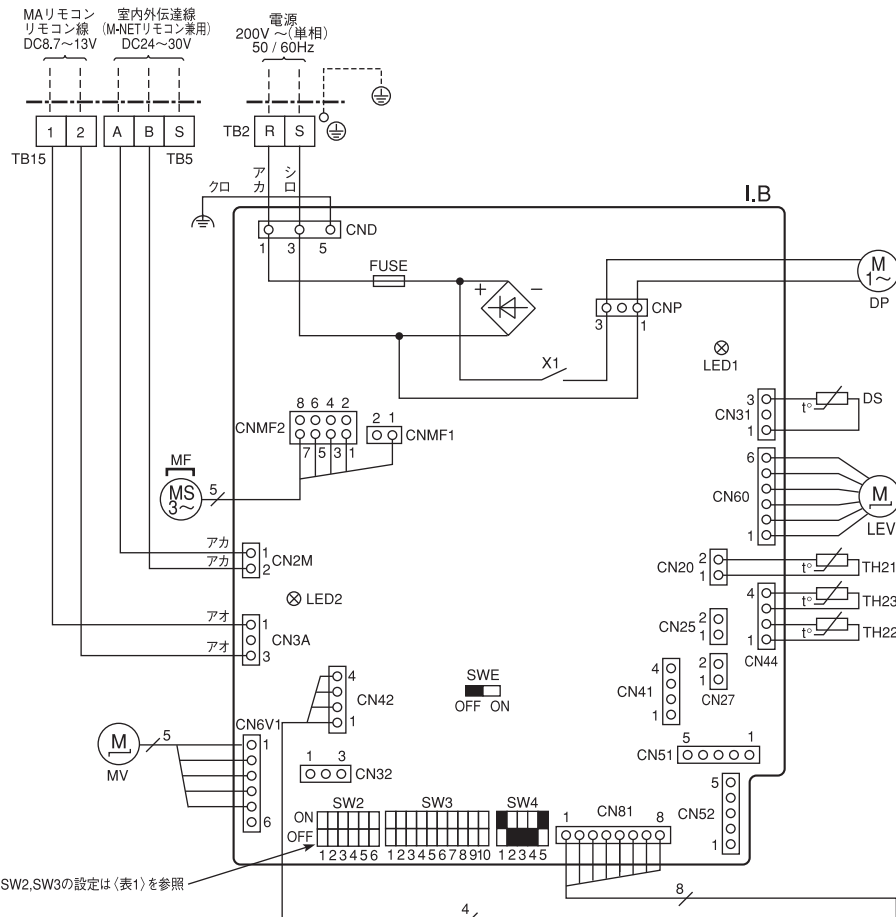 MAリモコン
リモコン線
DC8.7～13V
室内外伝達線
(M-NETリモコン兼用)
DC24～30V
電源
200V ～(単相)
50 / 60Hz
1 2 A B S
TB15 TB5
TB2 R S
アカ シロ
クロ
I.B
CND
1 3 5
FUSE
+ −
CNP
3 1
M
1～
DP
X1
LED1
8 6 4 2
CNMF2
7 5 3 1
2 1
CNMF1
3
CN31
1
t° DS
MF
MS
3～
5
6
CN60
1
M
LEV
アカ 1
アカ 2
CN2M
CN20
2
1
t° TH21
LED2
アオ 1
CN3A
アオ 3
CN25
2
1
4
1
CN44
t° TH23
t° TH22
4
CN42
1
SWE
OFF ON
CN41
4
1
2
1
CN27
M
MV
5
CN6V1
1
6
5 1
CN51
1 3
CN32
5
CN52
1
ON
OFF
SW2
123456
SW3
12345678910
SW4
12345
CN81
1 8
SW2,SW3の設定は〈表1〉を参照
4
8